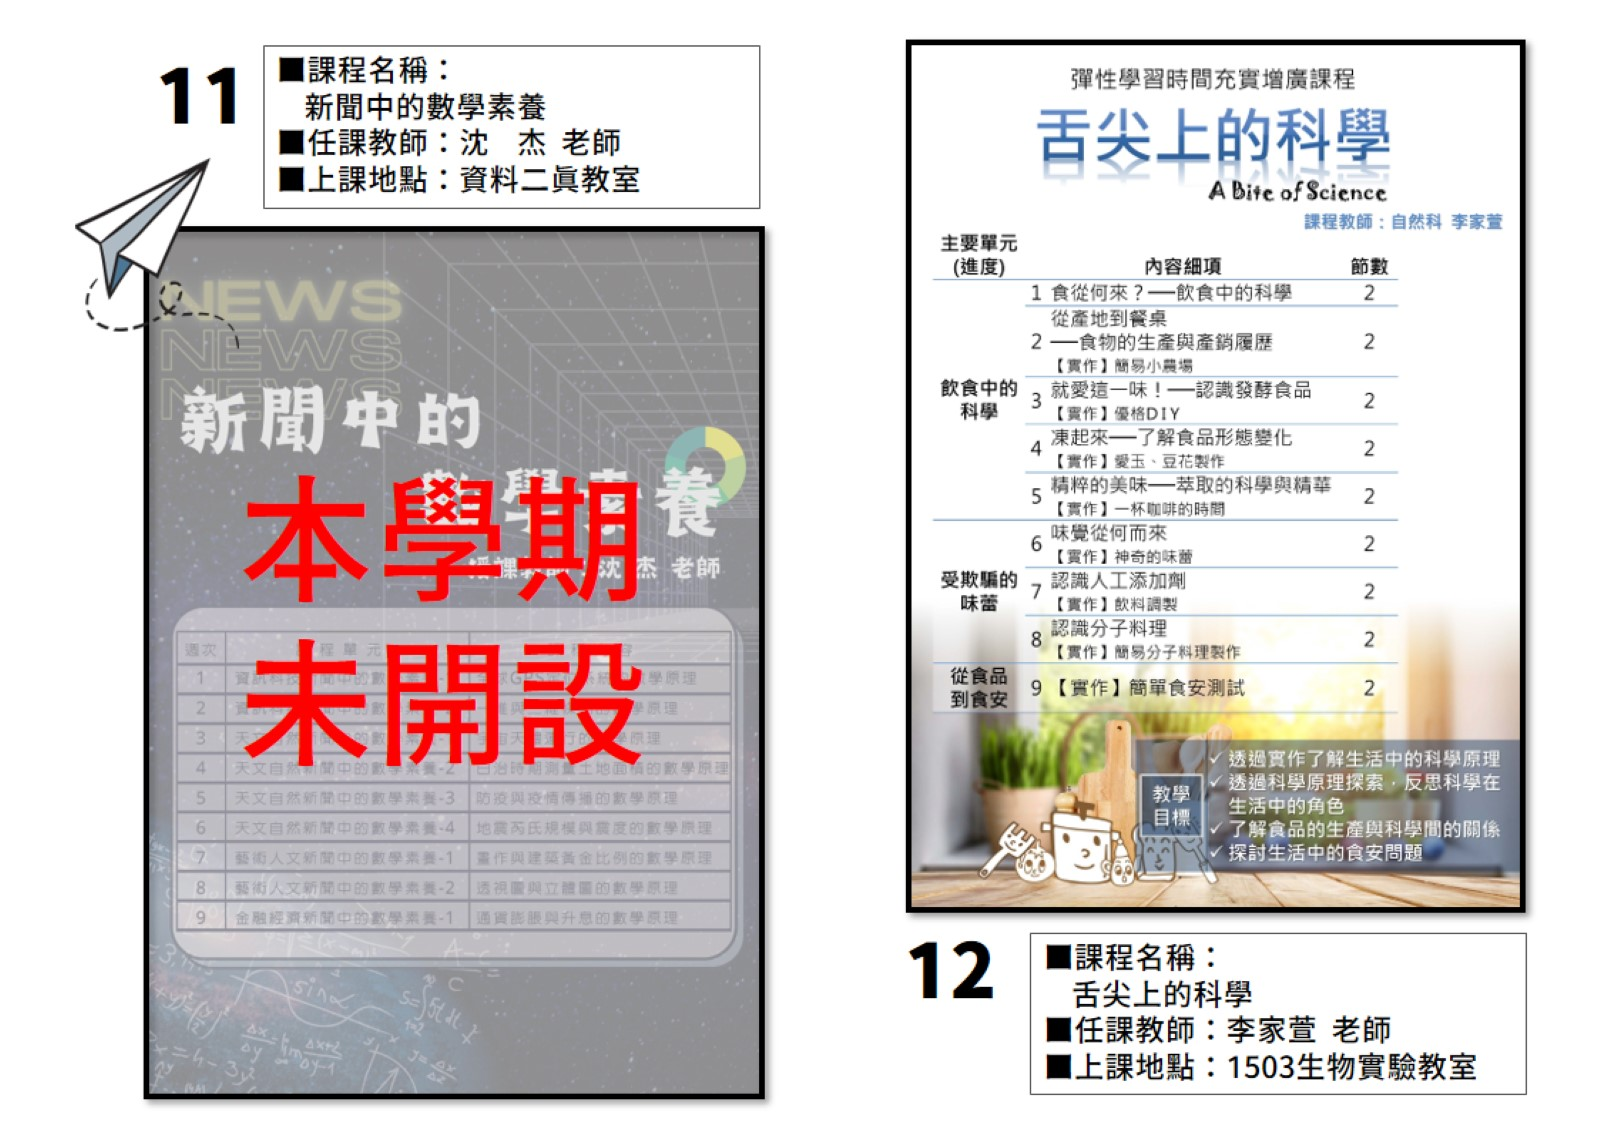 11
■課程名稱：
新聞中的數學素養
■任課教師：沈　杰 老師
■上課地點：資料二真教室
NEWS
NEWS
NEWS
新聞中的
數學素養
授課教師：沈 杰 老師
本學期
未開設
週次
1
2
3
4 天文自然新聞中的數學素養-2
5 天文自然新聞中的數學素養-3 防疫與疫情傳播的數學原理
6 天文自然新聞中的數學素養-4 地震芮氏規模與震度的數學原理
7 藝術人文新聞中的數學素養-1 畫作與建築黃金比例的數學原理
8 藝術人文新聞中的數學素養-2 透視圖與立體圖的數學原理
9 金融經濟新聞中的數學素養-1 通貨膨脹與升息的數學原理
彈性學習時間充實增廣課程
舌尖上的科學
A Bite of Science
課程教師：自然科 李家萱
主要單元
(進度) 內容細項 節數
1 食從何來？──飲食中的科學 2
從產地到餐桌
2 ──食物的生產與產銷履歷 2
【實作】簡易小農場
飲食中的
科學
3 就愛這一味！──認識發酵食品 2
【實作】優格DIY
4 凍起來──了解食品形態變化 2
【實作】愛玉、豆花製作
5 精粹的美味──萃取的科學與精華 2
【實作】一杯咖啡的時間
受欺騙的
味蕾
6 味覺從何而來 2
【實作】神奇的味蕾
7 認識人工添加劑 2
【實作】飲料調製
8 認識分子料理 2
【實作】簡易分子料理製作
從食品
到食安
9 【實作】簡單食安測試 2
教學
目標
✓透過實作了解生活中的科學原理
✓透過科學原理探索，反思科學在
生活中的角色
✓了解食品的生產與科學間的關係
✓探討生活中的食安問題
12
■課程名稱：
舌尖上的科學
■任課教師：李家萱 老師
■上課地點：1503生物實驗教室